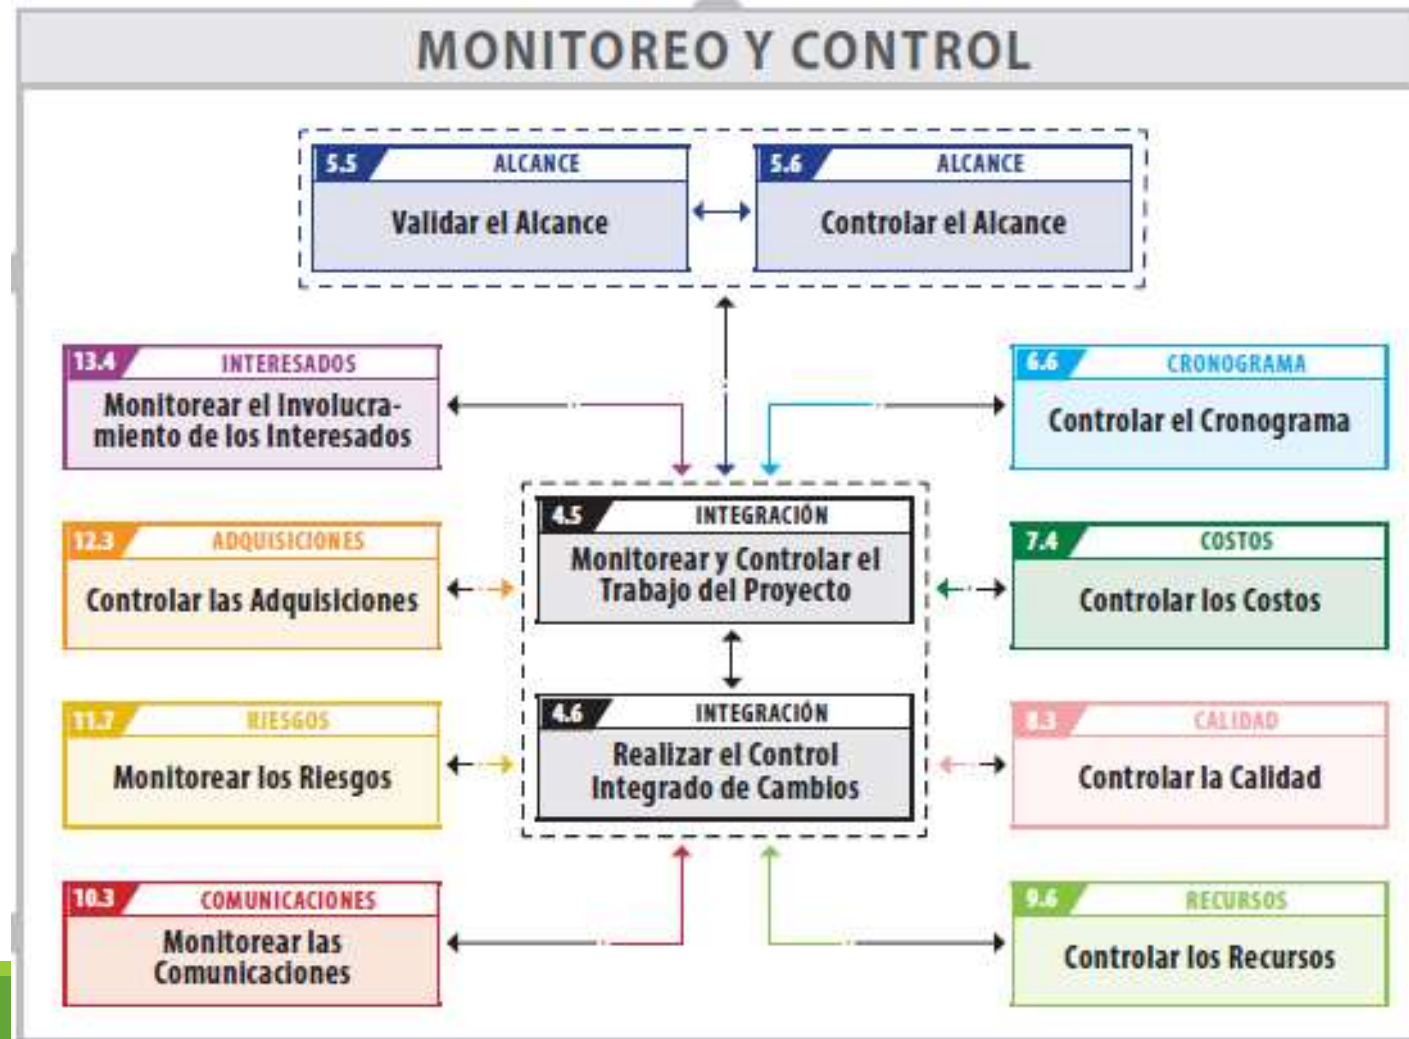 MONITOREO Y CONTROL
5.5 ALCANCE
Validar el Alcance
5.6 ALCANCE
Controlar el Alcance
13.4 INTERESADOS
Monitorear el Involucra-
miento de los Interesados
6.6 CRONOGRAMA
Controlar el Cronograma
4.5 INTEGRACIÓN
Monitorear y Controlar el
Trabajo del Proyecto
12.3 ADQUISICIONES
Controlar las Adquisiciones
7.4 COSTOS
Controlar los Costos
4.6 INTEGRACIÓN
Realizar el Control
Integrado de Cambios
11.7 RIESGOS
Monitorear los Riesgos
8.3 CALIDAD
Controlar la Calidad
10.3 COMUNICACIONES
Monitorear las
Comunicaciones
9.6 RECURSOS
Controlar los Recursos